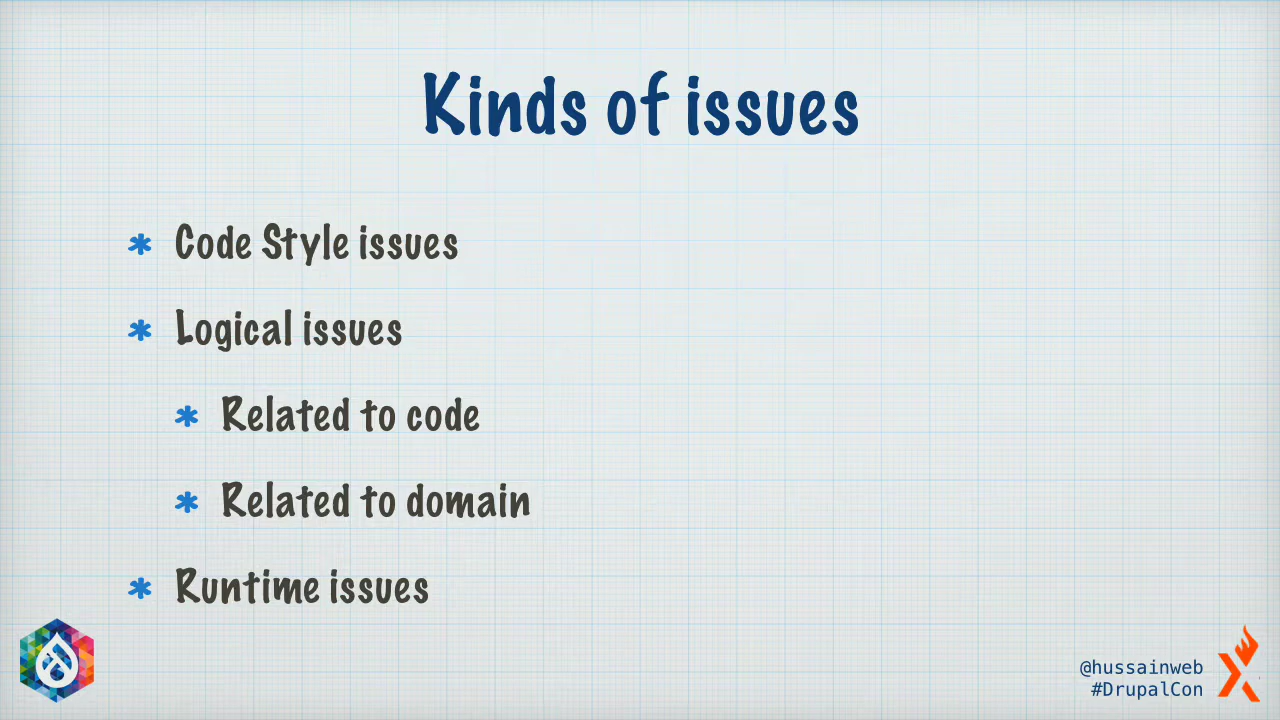 Kinds of issues
* Code Style issues
* Logical issues
* Related to code
* Related to domain
* Runtime issues
@hussainweb
#DrupalCon